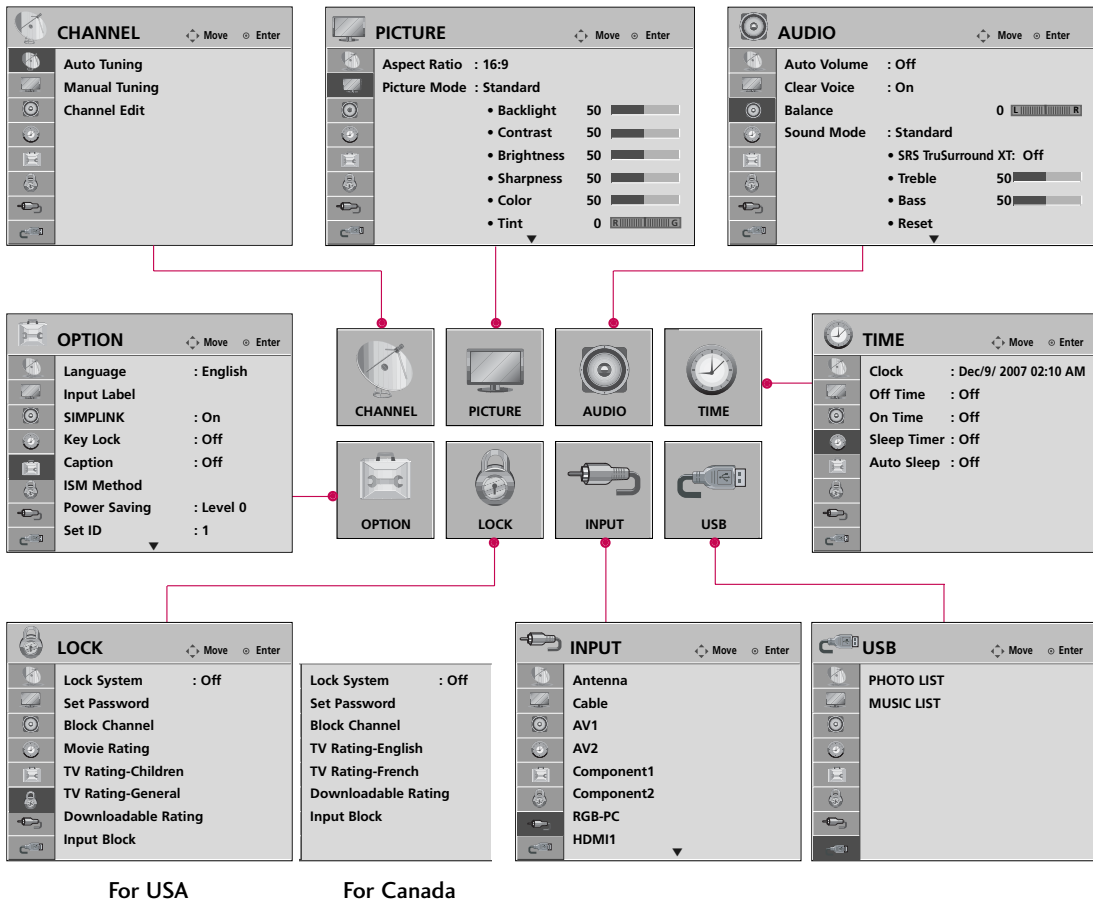 CHANNEL Move Enter
Auto Tuning
Manual Tuning
Channel Edit
PICTURE Move Enter
Aspect Ratio : 16:9
Picture Mode : Standard
• Backlight 50
• Contrast 50
• Brightness 50
• Sharpness 50
• Color 50
• Tint 0 R G
AUDIO Move Enter
Auto Volume : Off
Clear Voice : On
Balance 0 L R
Sound Mode : Standard
• SRS TruSurround XT: Off
• Treble 50
• Bass 50
• Reset
OPTION Move Enter
Language : English
Input Label
SIMPLINK : On
Key Lock : Off
Caption : Off
ISM Method
Power Saving : Level 0
Set ID : 1
CHANNEL
PICTURE
AUDIO
TIME
OPTION
LOCK
INPUT
USB
TIME Move Enter
Clock : Dec/9/ 2007 02:10 AM
Off Time : Off
On Time : Off
Sleep Timer : Off
Auto Sleep : Off
LOCK Move Enter
Lock System : Off
Set Password
Block Channel
Movie Rating
TV Rating-Children
TV Rating-General
Downloadable Rating
Input Block
For USA
Lock System : Off
Set Password
Block Channel
TV Rating-English
TV Rating-French
Downloadable Rating
Input Block
For Canada
INPUT Move Enter
Antenna
Cable
AV1
AV2
Component1
Component2
RGB-PC
HDMI1
USB Move Enter
PHOTO LIST
MUSIC LIST